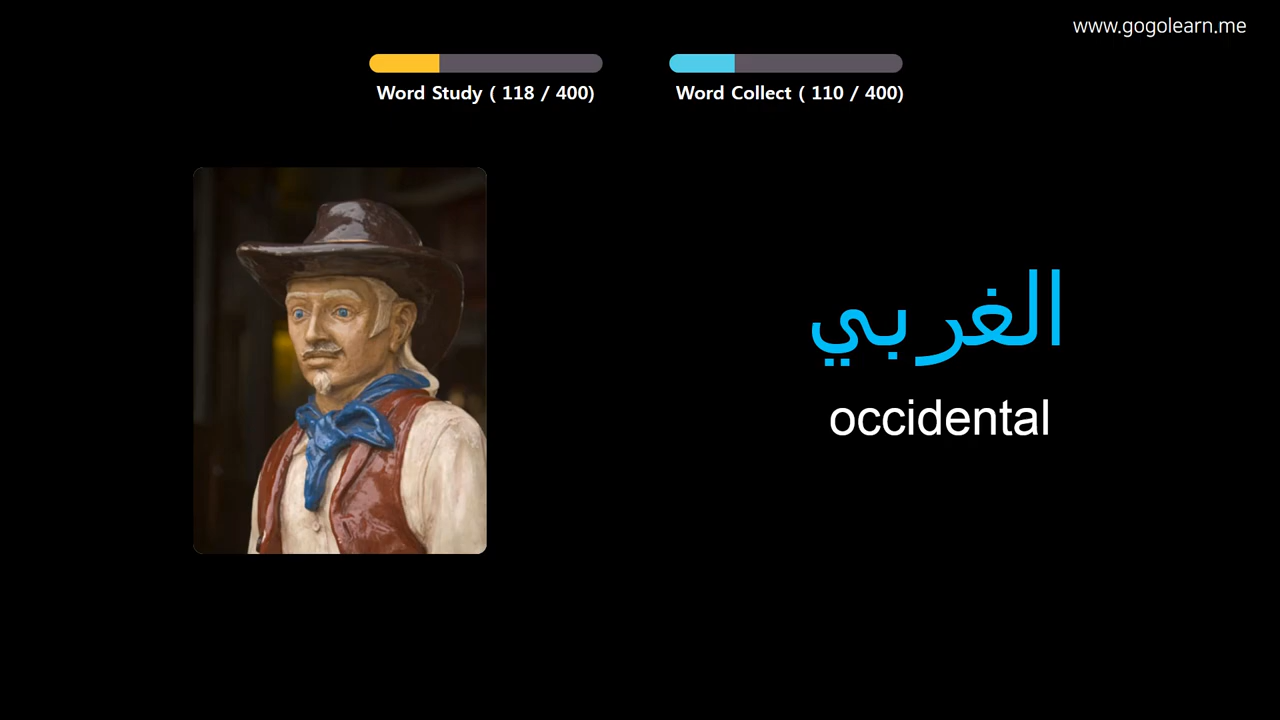 www.gogolearn.me
Word Study ( 118 / 400)
Word Collect ( 110 / 400)
الغربي
occidental